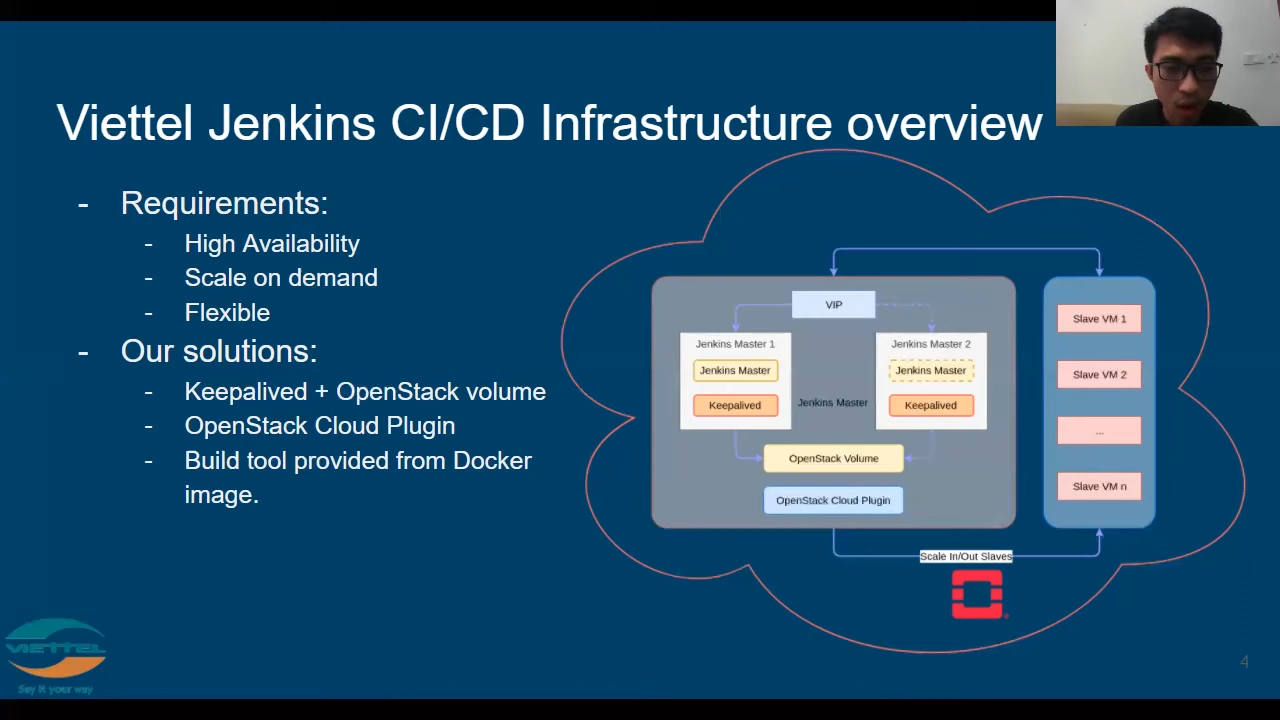 Viettel Jenkins CI/CD Infrastructure overview
- Requirements:
- High Availability
- Scale on demand
- Flexible
- Our solutions:
- Keepalived + OpenStack volume
- OpenStack Cloud Plugin
- Build tool provided from Docker
image.
VIP
Jenkins Master 1
Jenkins Master
Keepalived
Jenkins Master
Jenkins Master 2
Jenkins Master
Keepalived
OpenStack Volume
OpenStack Cloud Plugin
Slave VM 1
Slave VM 2
...
Slave VM n
Scale In/Out Slaves
VIETTEL
Say it your way
4